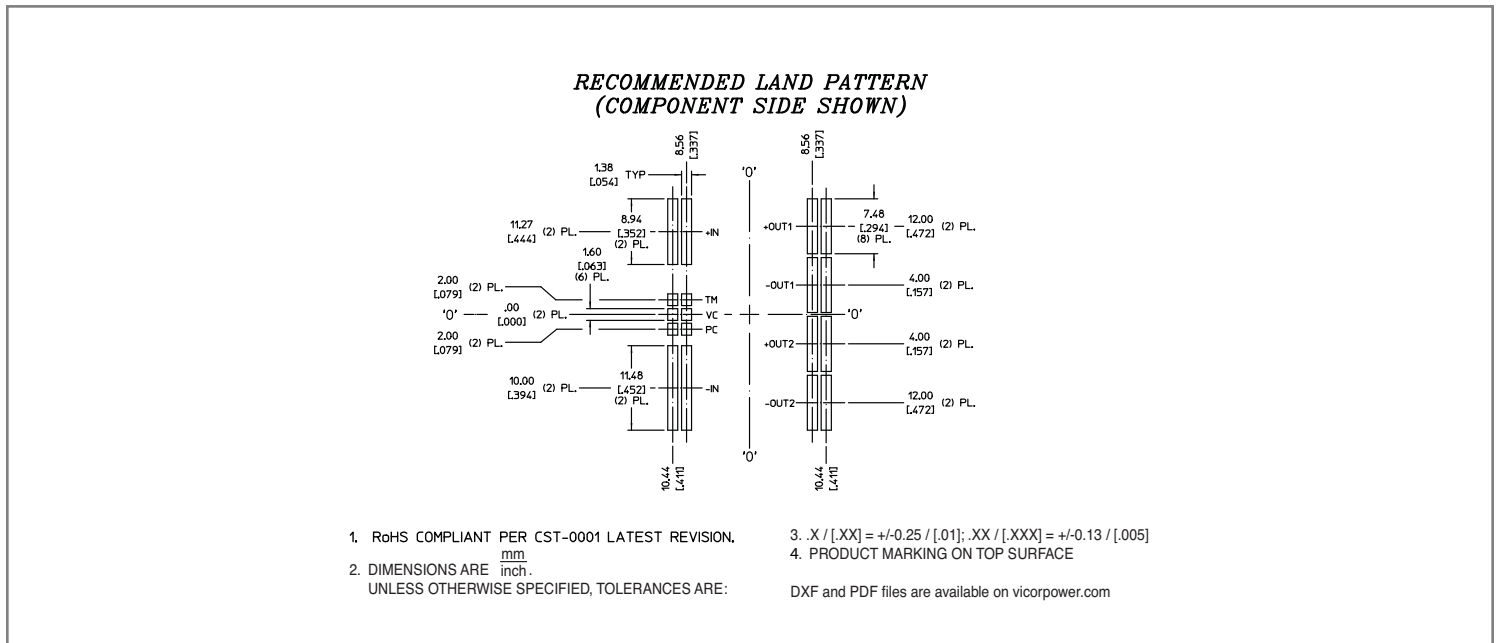 RECOMMENDED LAND PATTERN
(COMPONENT SIDE SHOWN)
8.56
[.337]
8.56
[.337]
1.38
[.054] TYP
'0'
11.27
[.444] (2) PL.
8.94
[.352]
(2) PL.
+IN
+OUT1
7.48
[.294]
(8) PL.
12.00
[.472] (2) PL.
1.60
[.063]
(6) PL.
2.00
[.079] (2) PL.
TM
-OUT1
4.00
[.157] (2) PL.
'0'
.00
[.000] (2) PL.
VC
'0'
2.00
[.079] (2) PL.
PC
+OUT2
4.00
[.157] (2) PL.
10.00
[.394] (2) PL.
11.48
[.452]
(2) PL.
-IN
-OUT2
12.00
[.472] (2) PL.
'0'
10.44
[.411]
10.44
[.411]
1. RoHS COMPLIANT PER CST-0001 LATEST REVISION.
2. DIMENSIONS ARE mm
inch.
UNLESS OTHERWISE SPECIFIED, TOLERANCES ARE:
3. .X / [.XX] = +/-0.25 / [.01]; .XX / [.XXX] = +/-0.13 / [.005]
4. PRODUCT MARKING ON TOP SURFACE
DXF and PDF files are available on vicorpower.com